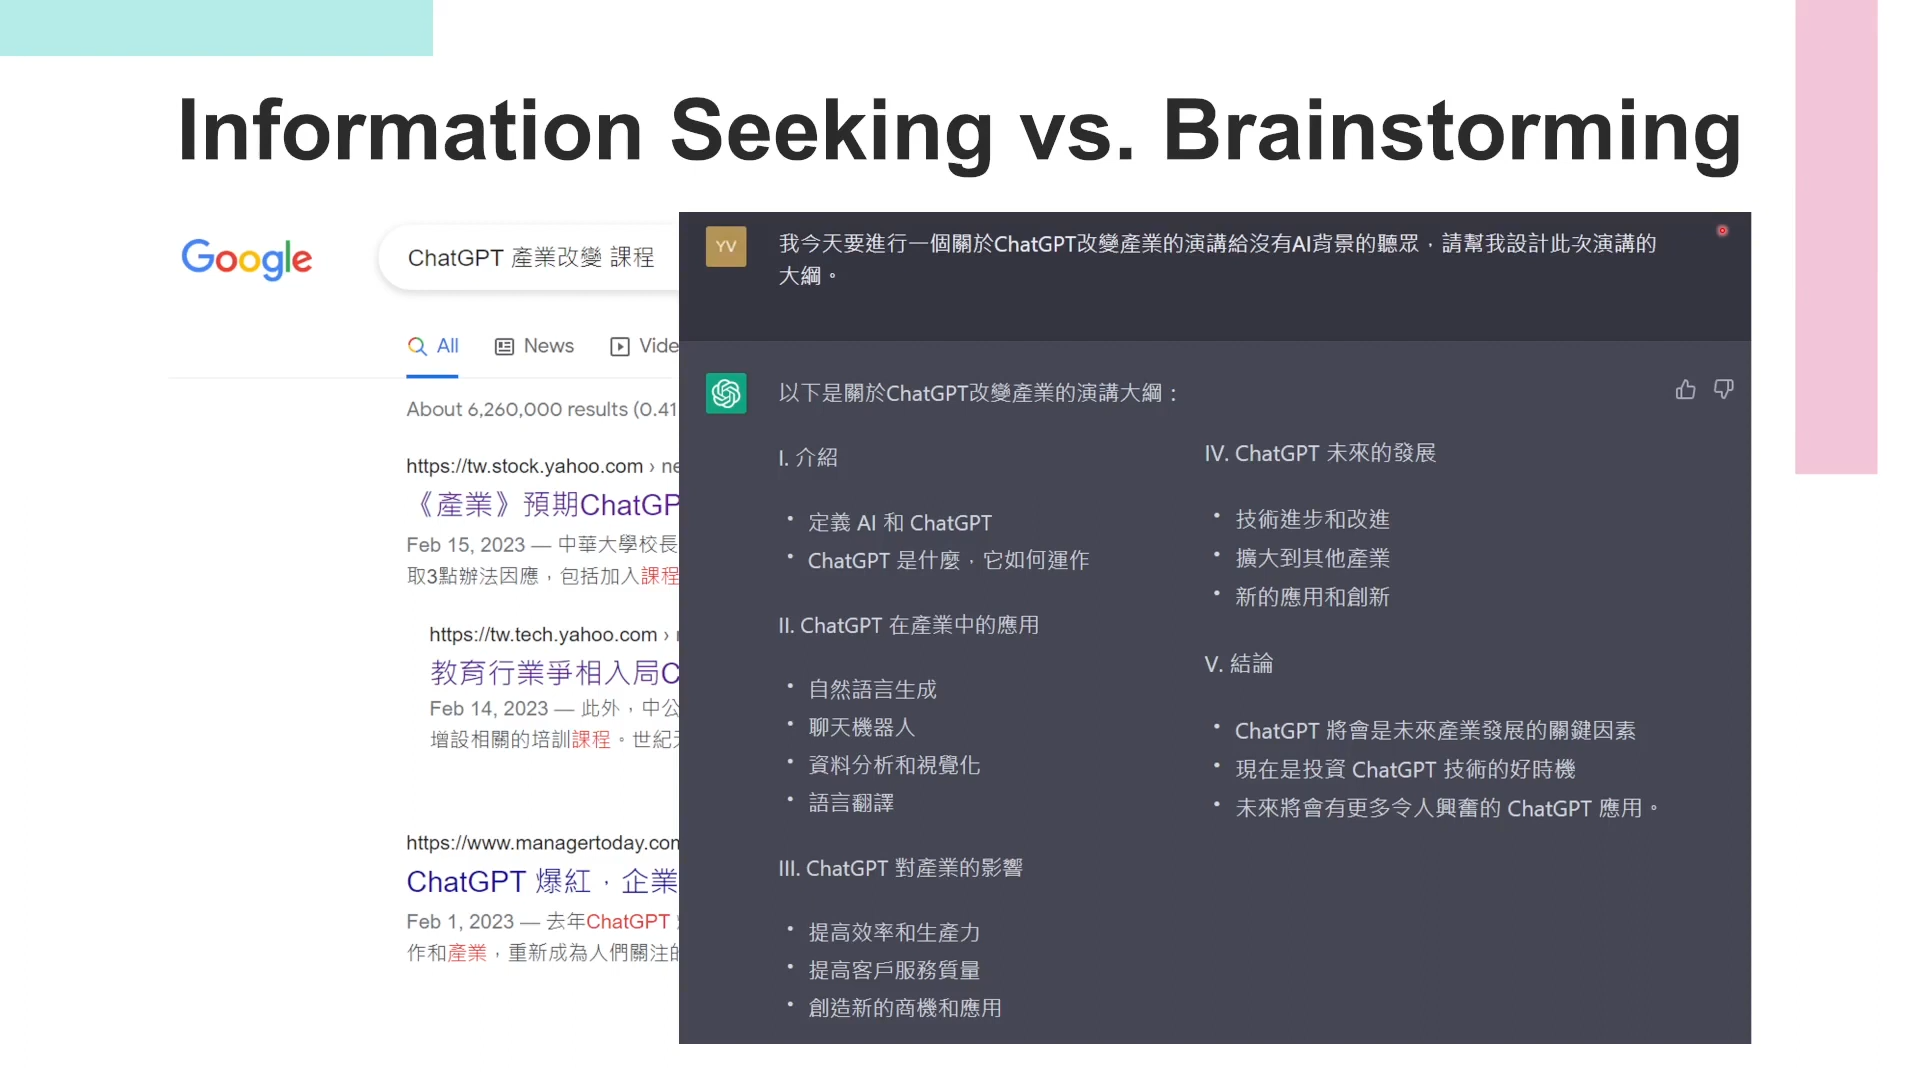 Information Seeking vs. Brainstorming
Google
ChatGPT 產業改變 課程
All
News
Vide
About 6,260,000 results (0.41
https://tw.stock.yahoo.com › ne
《產業》預期ChatGP
Feb 15, 2023 — 中華大學校長
取3點辦法因應，包括加入課程
https://tw.tech.yahoo.com ›
教育行業爭相入局C
Feb 14, 2023 — 此外，中公
增設相關的培訓課程。世紀
https://www.managertoday.com
ChatGPT 爆紅，企業
Feb 1, 2023 — 去年ChatGPT
作和產業，重新成為人們關注的
YV
我今天要進行一個關於ChatGPT改變產業的演講給沒有AI背景的聽眾，請幫我設計此次演講的
大綱。
以下是關於ChatGPT改變產業的演講大綱：
I. 介紹
• 定義 AI 和 ChatGPT
• ChatGPT 是什麼，它如何運作
II. ChatGPT 在產業中的應用
• 自然語言生成
• 聊天機器人
• 資料分析和視覺化
• 語言翻譯
III. ChatGPT 對產業的影響
• 提高效率和生產力
• 提高客戶服務質量
• 創造新的商機和應用
IV. ChatGPT 未來的發展
• 技術進步和改進
• 擴大到其他產業
• 新的應用和創新
V. 結論
• ChatGPT 將會是未來產業發展的關鍵因素
• 現在是投資 ChatGPT 技術的好時機
• 未來將會有更多令人興奮的 ChatGPT 應用。